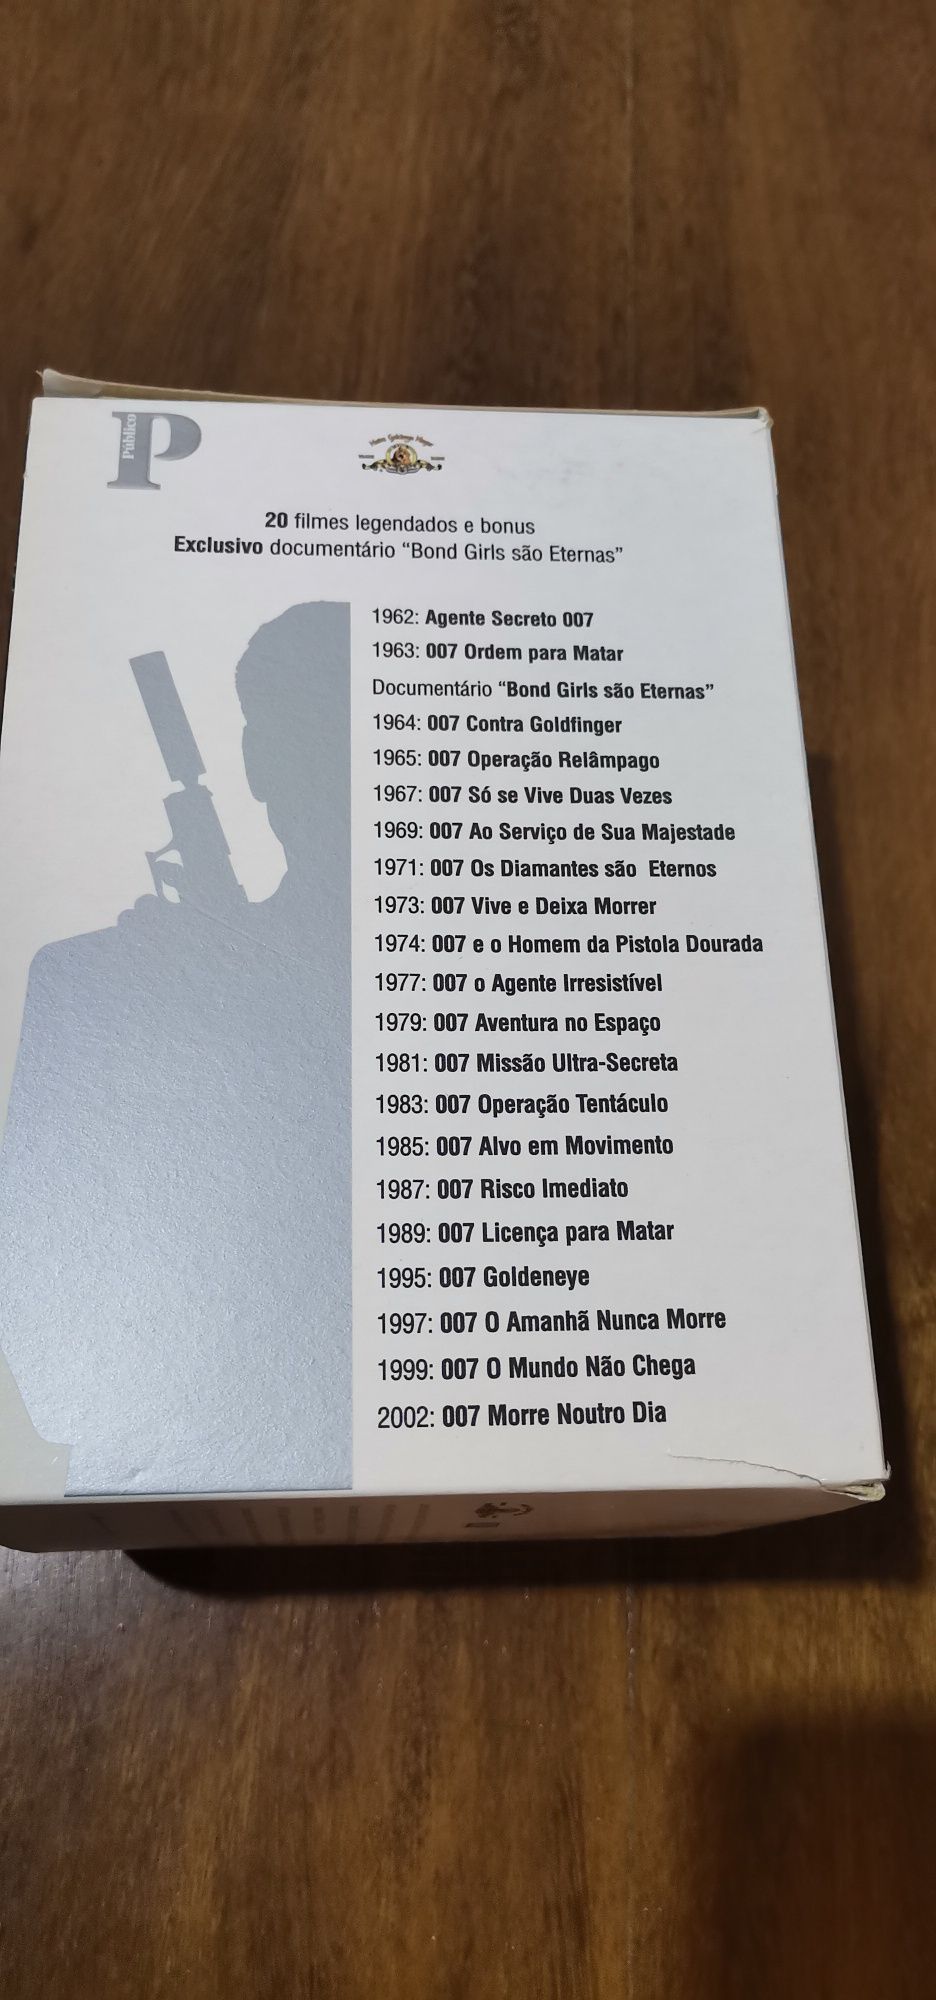 Público
P
Metro Goldwyn Mayer
20 filmes legendados e bonus
Exclusivo documentário “Bond Girls são Eternas”
1962: Agente Secreto 007
1963: 007 Ordem para Matar
Documentário “Bond Girls são Eternas”
1964: 007 Contra Goldfinger
1965: 007 Operação Relâmpago
1967: 007 Só se Vive Duas Vezes
1969: 007 Ao Serviço de Sua Majestade
1971: 007 Os Diamantes são Eternos
1973: 007 Vive e Deixa Morrer
1974: 007 e o Homem da Pistola Dourada
1977: 007 o Agente Irresistível
1979: 007 Aventura no Espaço
1981: 007 Missão Ultra-Secreta
1983: 007 Operação Tentáculo
1985: 007 Alvo em Movimento
1987: 007 Risco Imediato
1989: 007 Licença para Matar
1995: 007 Goldeneye
1997: 007 O Amanhã Nunca Morre
1999: 007 O Mundo Não Chega
2002: 007 Morre Noutro Dia